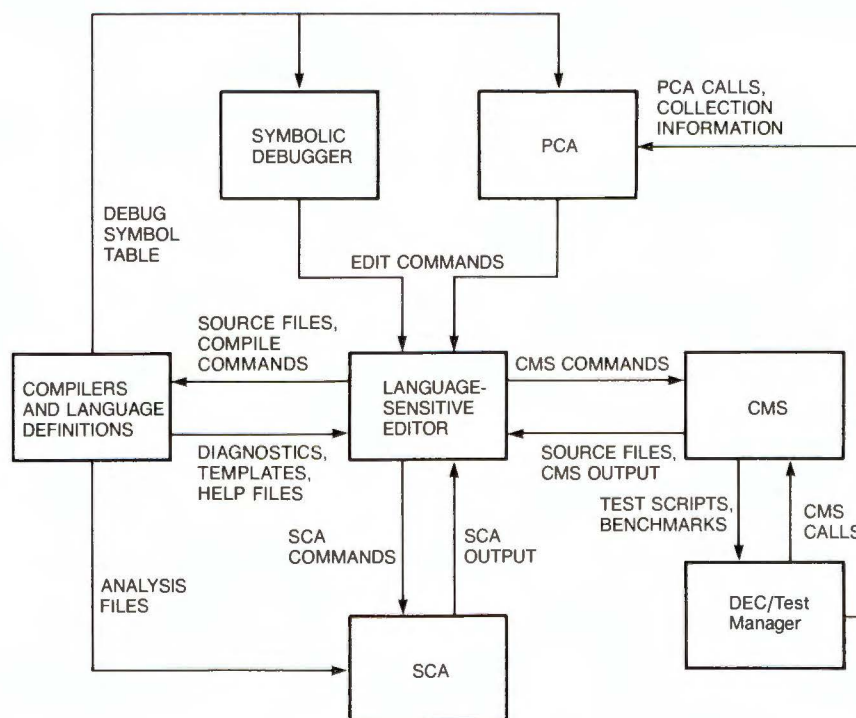 PCA CALLS,
COLLECTION
INFORMATION
SYMBOLIC
DEBUGGER
PCA
DEBUG
SYMBOL
TABLE
EDIT COMMANDS
SOURCE FILES,
COMPILE
COMMANDS
CMS COMMANDS
COMPILERS
AND LANGUAGE
DEFINITIONS
LANGUAGE-
SENSITIVE
EDITOR
CMS
DIAGNOSTICS,
TEMPLATES,
HELP FILES
SOURCE FILES,
CMS OUTPUT
TEST SCRIPTS,
BENCHMARKS
CMS
CALLS
SCA
COMMANDS
SCA
OUTPUT
ANALYSIS
FILES
DEC/Test
Manager
SCA